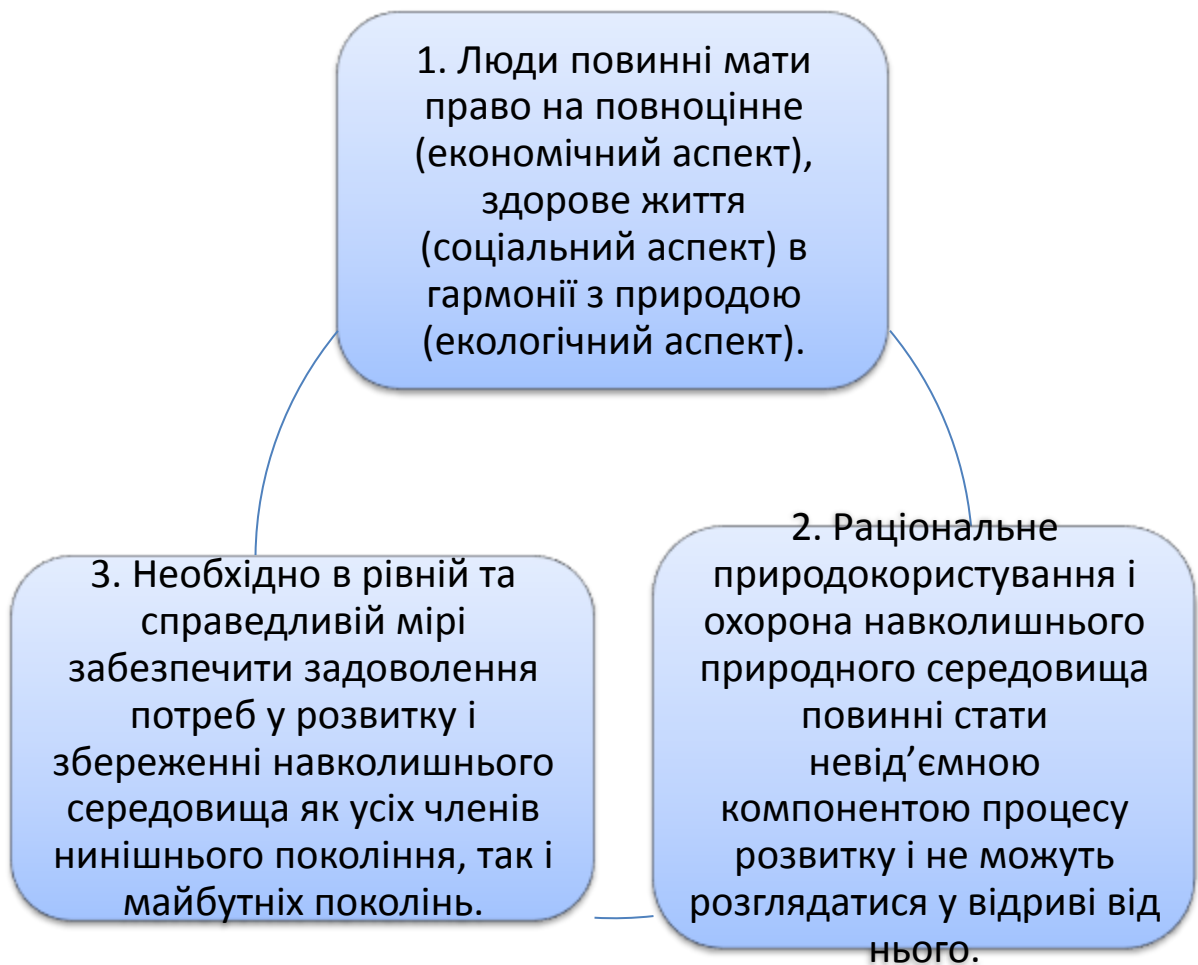 1. Люди повинні мати
право на повноцінне
(економічний аспект),
здорове життя
(соціальний аспект) в
гармонії з природою
(екологічний аспект).
2. Раціональне
природокористування і
охорона навколишнього
природного середовища
повинні стати
невід’ємною
компонентою процесу
розвитку і не можуть
розглядатися у відриві від
нього.
3. Необхідно в рівній та
справедливій мірі
забезпечити задоволення
потреб у розвитку і
збереженні навколишнього
середовища як усіх членів
нинішнього покоління, так і
майбутніх поколінь.